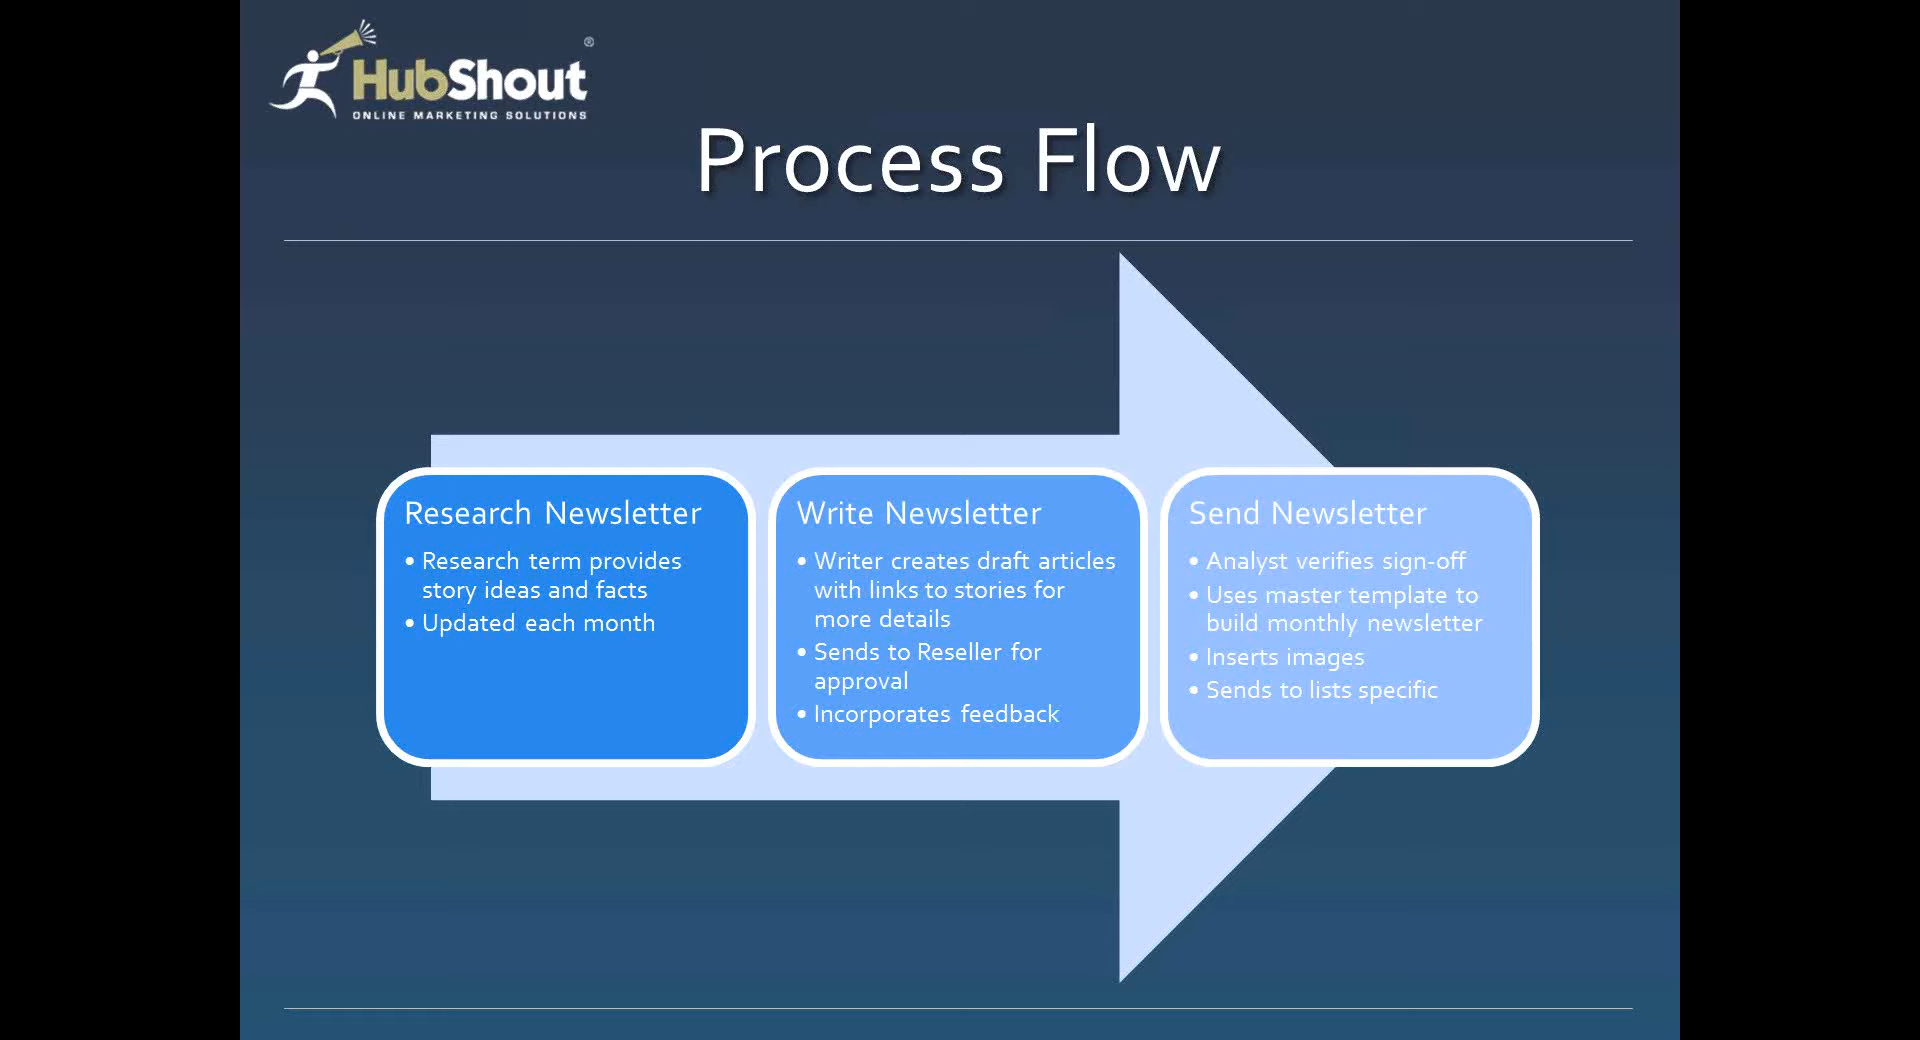 HubShout ®
ONLINE MARKETING SOLUTIONS
Process Flow
Research Newsletter
• Research term provides
story ideas and facts
• Updated each month
Write Newsletter
• Writer creates draft articles
with links to stories for
more details
• Sends to Reseller for
approval
• Incorporates feedback
Send Newsletter
• Analyst verifies sign-off
• Uses master template to
build monthly newsletter
• Inserts images
• Sends to lists specific